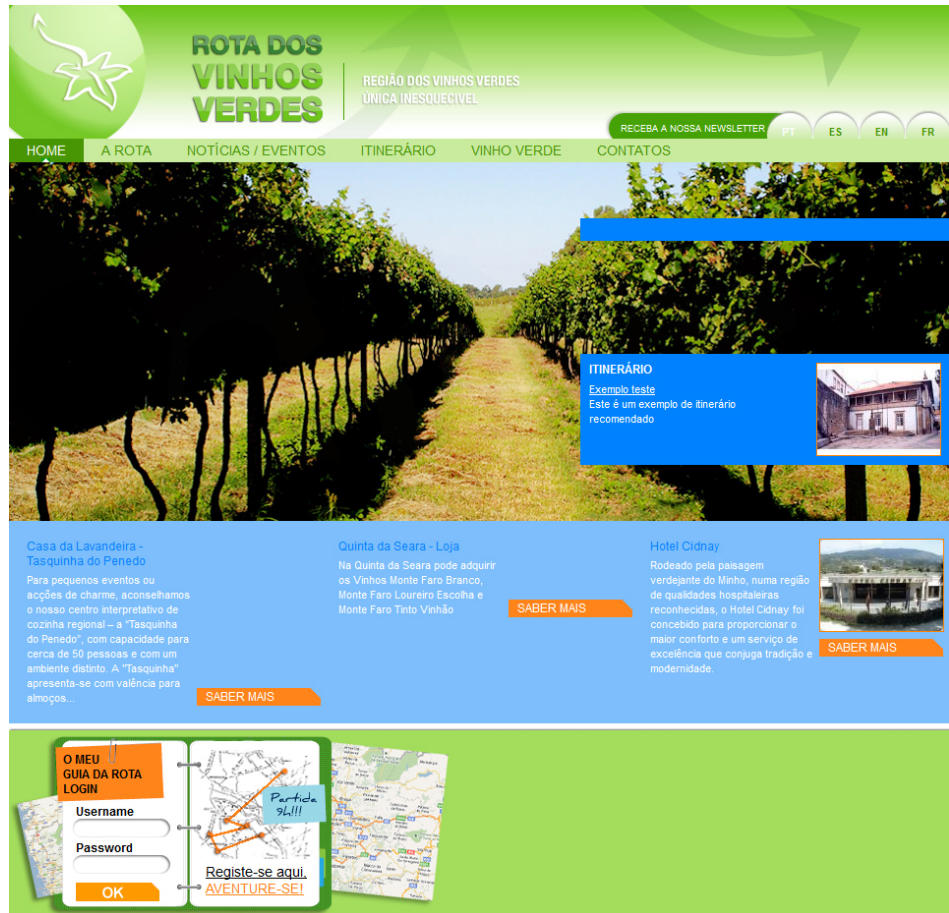 ROTA DOS
VINHOS
VERDES
REGIÃO DOS VINHOS VERDES
ÚNICA INESQUECIVEL
RECEBA A NOSSA NEWSLETTER
PT
ES
EN
FR
HOME
A ROTA
NOTÍCIAS / EVENTOS
ITINERÁRIO
VINHO VERDE
CONTATOS
ITINERÁRIO
Exemplo teste
Este é um exemplo de itinerário
recomendado
Casa da Lavandeira -
Tasquinha do Penedo
Para pequenos eventos ou
acções de charme, aconselhamos
o nosso centro interpretativo de
cozinha regional – a "Tasquinha
do Penedo", com capacidade para
cerca de 50 pessoas e com um
ambiente distinto. A "Tasquinha"
apresenta-se com valência para
almoços...
SABER MAIS
Quinta da Seara - Loja
Na Quinta da Seara pode adquirir
os Vinhos Monte Faro Branco,
Monte Faro Loureiro Escolha e
Monte Faro Tinto Vinhão
SABER MAIS
Hotel Cidnay
Rodeado pela paisagem
verdejante do Minho, numa região
de qualidades hospitaleiras
reconhecidas, o Hotel Cidnay foi
concebido para proporcionar o
maior conforto e um serviço de
excelência que conjuga tradição e
modernidade.
SABER MAIS
O MEU
GUIA DA ROTA
LOGIN
Username
Password
OK
Partida
9h!!!
Registe-se aqui,
AVENTURE-SE!